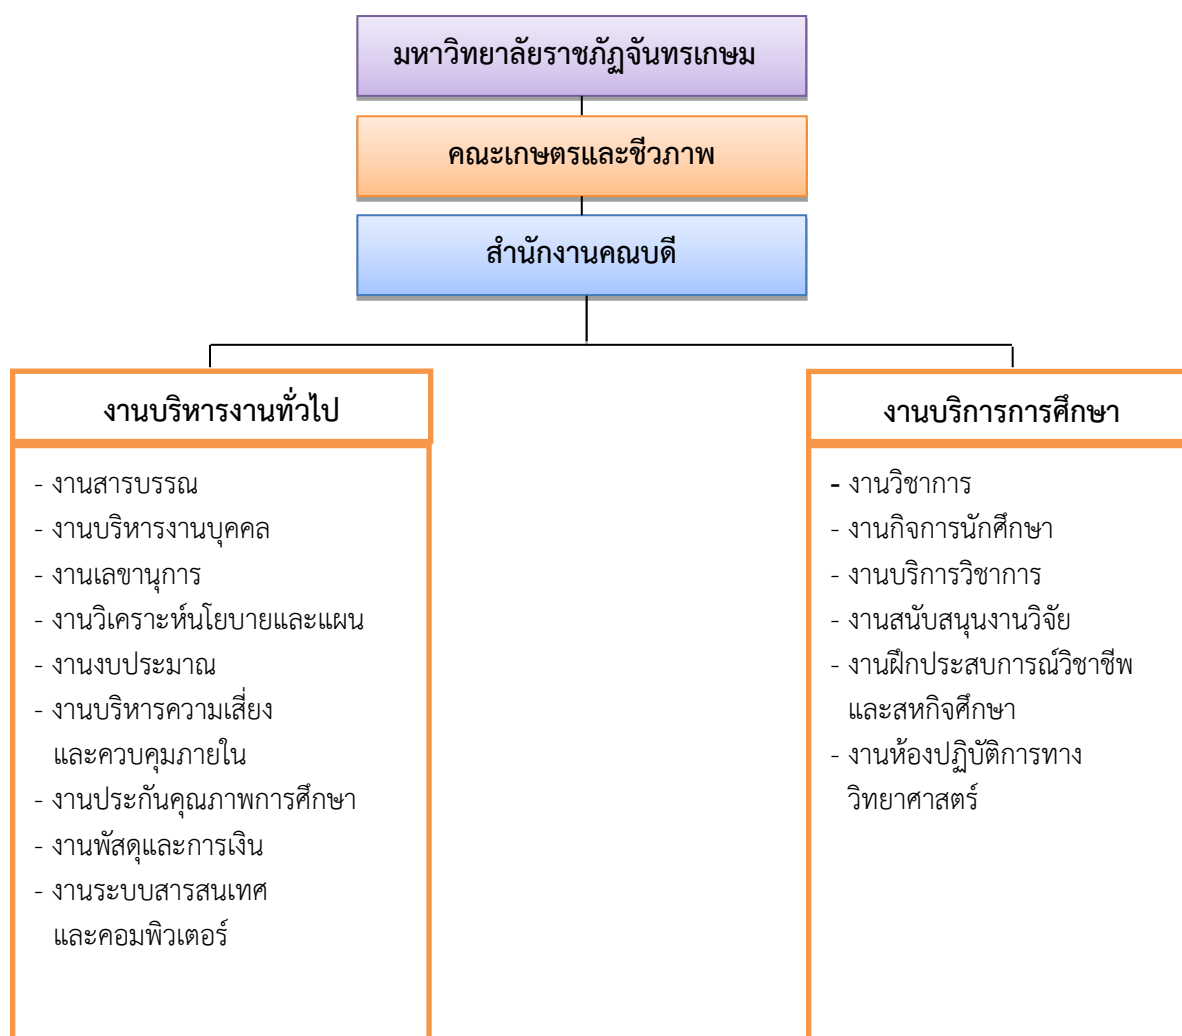 มหาวิทยาลัยราชภัฏจันทรเกษม
คณะเกษตรและชีวภาพ
สำนักงานคณบดี
งานบริหารงานทั่วไป
- งานสารบรรณ
- งานบริหารงานบุคคล
- งานเลขานุการ
- งานวิเคราะห์นโยบายและแผน
- งานงบประมาณ
- งานบริหารความเสี่ยง
และควบคุมภายใน
- งานประกันคุณภาพการศึกษา
- งานพัสดุและการเงิน
- งานระบบสารสนเทศ
และคอมพิวเตอร์
งานบริการการศึกษา
- งานวิชาการ
- งานกิจการนักศึกษา
- งานบริการวิชาการ
- งานสนับสนุนงานวิจัย
- งานฝึกประสบการณ์วิชาชีพ
และสหกิจศึกษา
- งานห้องปฏิบัติการทาง
วิทยาศาสตร์